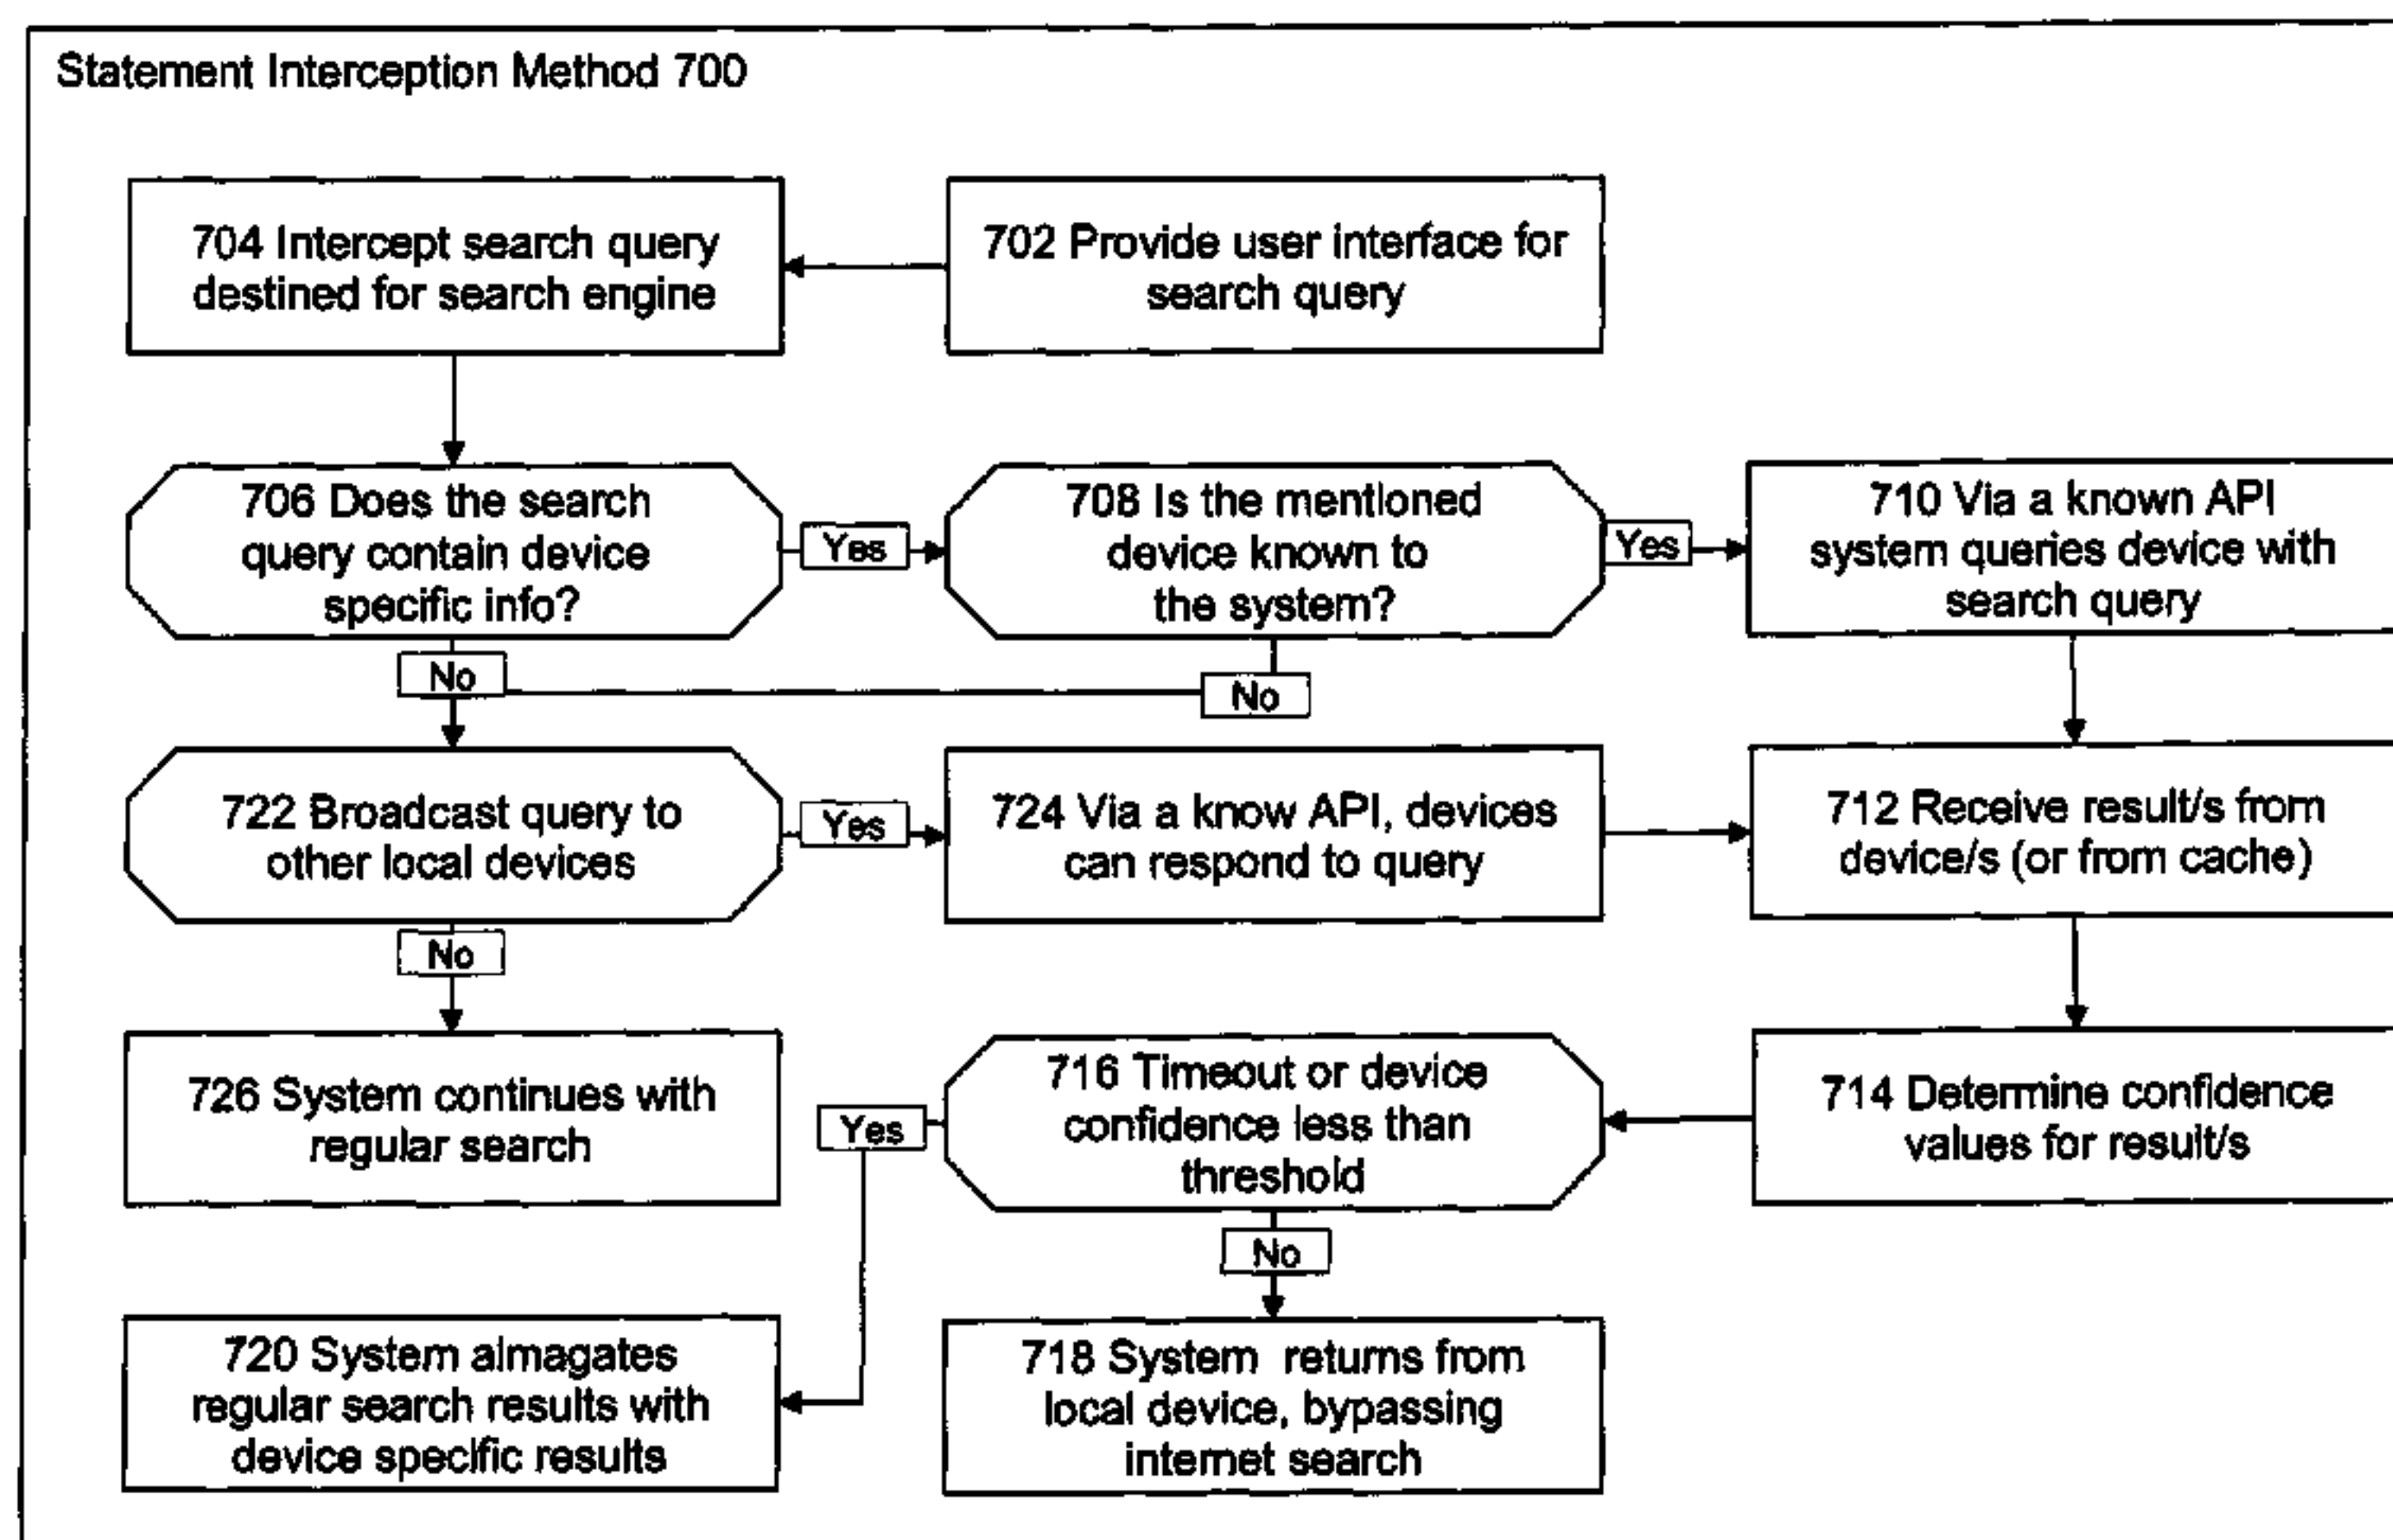 Statement Interception Method 700
704 Intercept search query
destined for search engine
702 Provide user interface for
search query
706 Does the search
query contain device
specific info?
Yes
708 Is the mentioned
device known to
the system?
Yes
710 Via a known API
system queries device with
search query
No
No
722 Broadcast query to
other local devices
Yes
724 Via a know API, devices
can respond to query
712 Receive result/s from
device/s (or from cache)
No
726 System continues with
regular search
Yes
716 Timeout or device
confidence less than
threshold
714 Determine confidence
values for result/s
No
720 System almagates
regular search results with
device specific results
718 System returns from
local device, bypassing
internet search